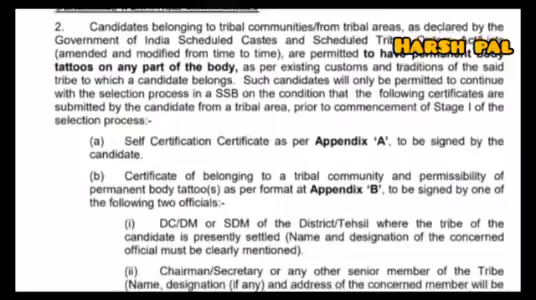 2. Candidates belonging to tribal communities/from tribal areas, as declared by the
Government of India Scheduled Castes and Scheduled
HARSH PAL
(amended and modified from time to time), are permitted to have permanent body
tattoos on any part of the body, as per existing customs and traditions of the said
tribe to which a candidate belongs. Such candidates will only be permitted to continue
with the selection process in a SSB on the condition that the following certificates are
submitted by the candidate from a tribal area, prior to commencement of Stage I of the
selection process:-
(a) Self Certification Certificate as per Appendix 'A', to be signed by the
candidate.
(b) Certificate of belonging to a tribal community and permissibility of
permanent body tattoo(s) as per format at Appendix 'B', to be signed by one of
the following two officials:-
(i) DC/DM or SDM of the District/Tehsil where the tribe of the
candidate is presently settled (Name and designation of the concerned
official must be clearly mentioned).
(ii) Chairman/Secretary or any other senior member of the Tribe
(Name, designation (if any) and address of the concerned member will be